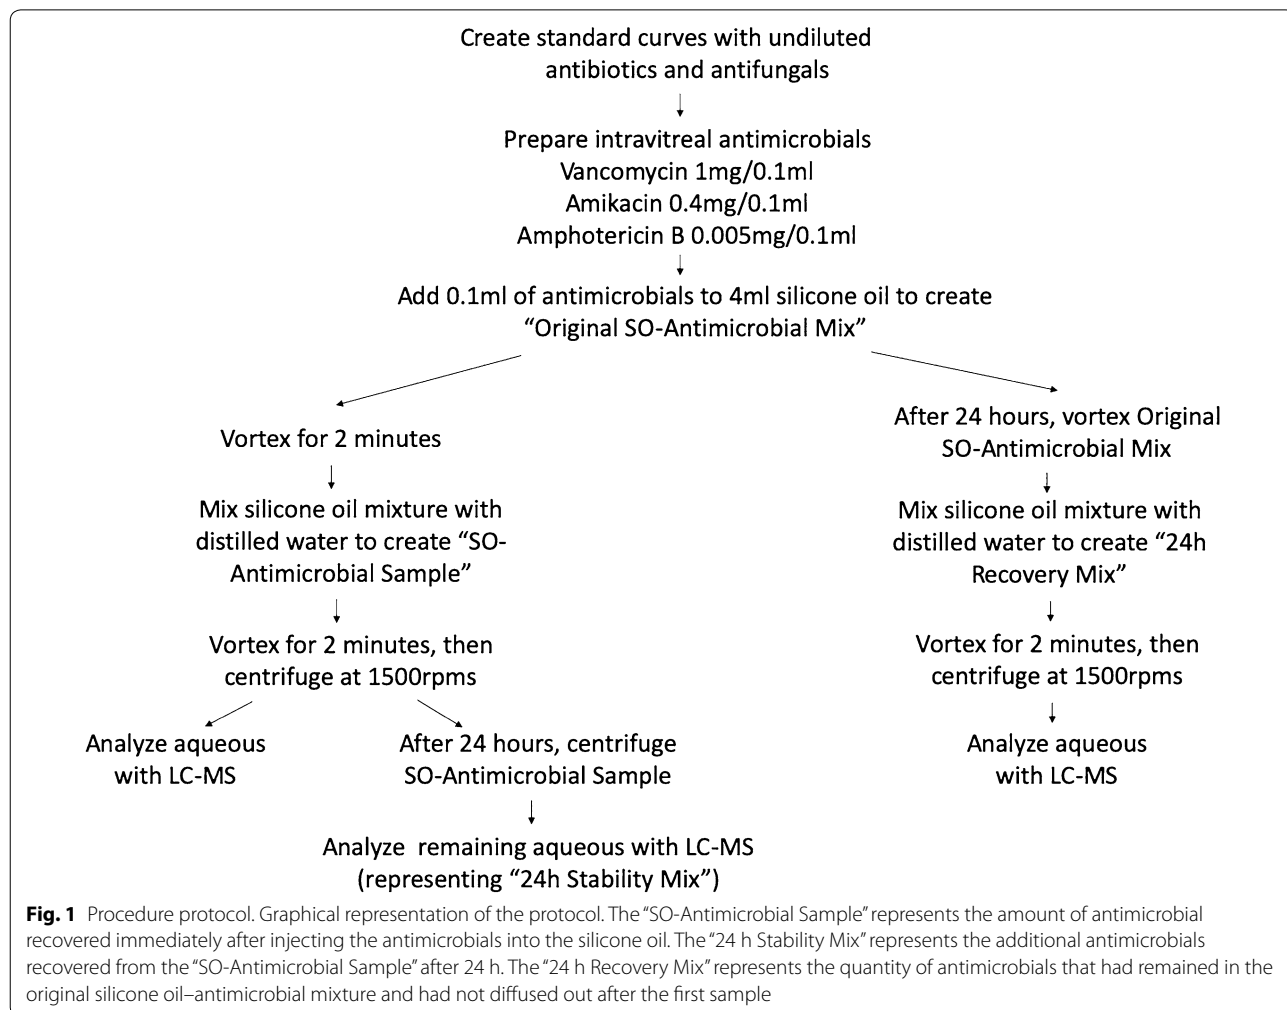 Create standard curves with undiluted
antibiotics and antifungals
Prepare intravitreal antimicrobials
Vancomycin 1mg/0.1ml
Amikacin 0.4mg/0.1ml
Amphotericin B 0.005mg/0.1ml
Add 0.1ml of antimicrobials to 4ml silicone oil to create
“Original SO-Antimicrobial Mix”
Vortex for 2 minutes
Mix silicone oil mixture with
distilled water to create “SO-
Antimicrobial Sample”
Vortex for 2 minutes, then
centrifuge at 1500rpms
Analyze aqueous
with LC-MS
After 24 hours, centrifuge
SO-Antimicrobial Sample
Analyze  remaining aqueous with LC-MS
(representing “24h Stability Mix”)
After 24 hours, vortex Original
SO-Antimicrobial Mix
Mix silicone oil mixture with
distilled water to create “24h
Recovery Mix”
Vortex for 2 minutes, then
centrifuge at 1500rpms
Analyze aqueous
with LC-MS
Fig. 1 Procedure protocol. Graphical representation of the protocol. The “SO-Antimicrobial Sample” represents the amount of antimicrobial
recovered immediately after injecting the antimicrobials into the silicone oil. The “24 h Stability Mix” represents the additional antimicrobials
recovered from the “SO-Antimicrobial Sample” after 24 h. The “24 h Recovery Mix” represents the quantity of antimicrobials that had remained in the
original silicone oil–antimicrobial mixture and had not diffused out after the first sample